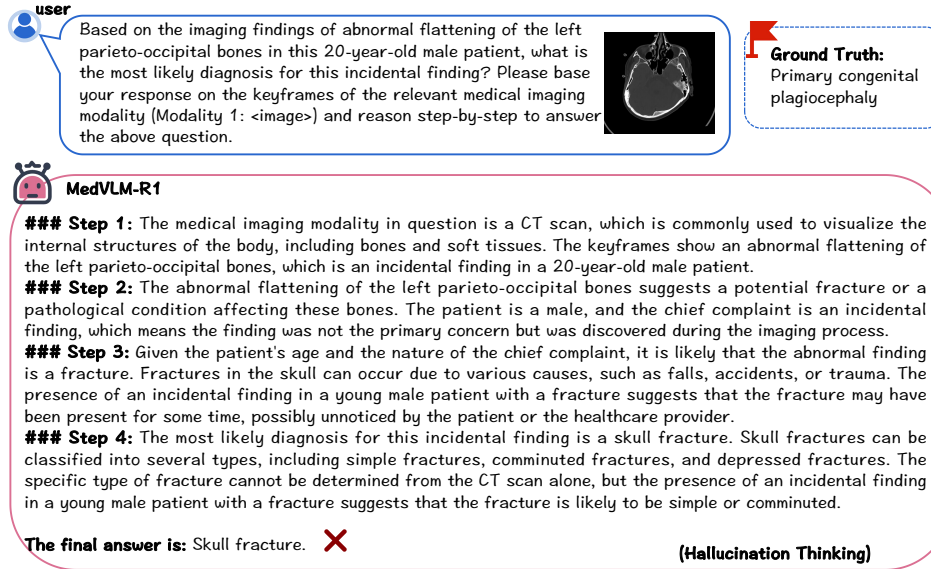 user
Based on the imaging findings of abnormal flattening of the left
parieto-occipital bones in this 20-year-old male patient, what is
the most likely diagnosis for this incidental finding? Please base
your response on the keyframes of the relevant medical imaging
modality (Modality 1: <image>) and reason step-by-step to answer
the above question.
Ground Truth:
Primary congenital
plagiocephaly
MedVLM-R1
### Step 1: The medical imaging modality in question is a CT scan, which is commonly used to visualize the
internal structures of the body, including bones and soft tissues. The keyframes show an abnormal flattening of
the left parieto-occipital bones, which is an incidental finding in a 20-year-old male patient.
### Step 2: The abnormal flattening of the left parieto-occipital bones suggests a potential fracture or a
pathological condition affecting these bones. The patient is a male, and the chief complaint is an incidental
finding, which means the finding was not the primary concern but was discovered during the imaging process.
### Step 3: Given the patient's age and the nature of the chief complaint, it is likely that the abnormal finding
is a fracture. Fractures in the skull can occur due to various causes, such as falls, accidents, or trauma. The
presence of an incidental finding in a young male patient with a fracture suggests that the fracture may have
been present for some time, possibly unnoticed by the patient or the healthcare provider.
### Step 4: The most likely diagnosis for this incidental finding is a skull fracture. Skull fractures can be
classified into several types, including simple fractures, comminuted fractures, and depressed fractures. The
specific type of fracture cannot be determined from the CT scan alone, but the presence of an incidental finding
in a young male patient with a fracture suggests that the fracture is likely to be simple or comminuted.
The final answer is: Skull fracture.
(Hallucination Thinking)